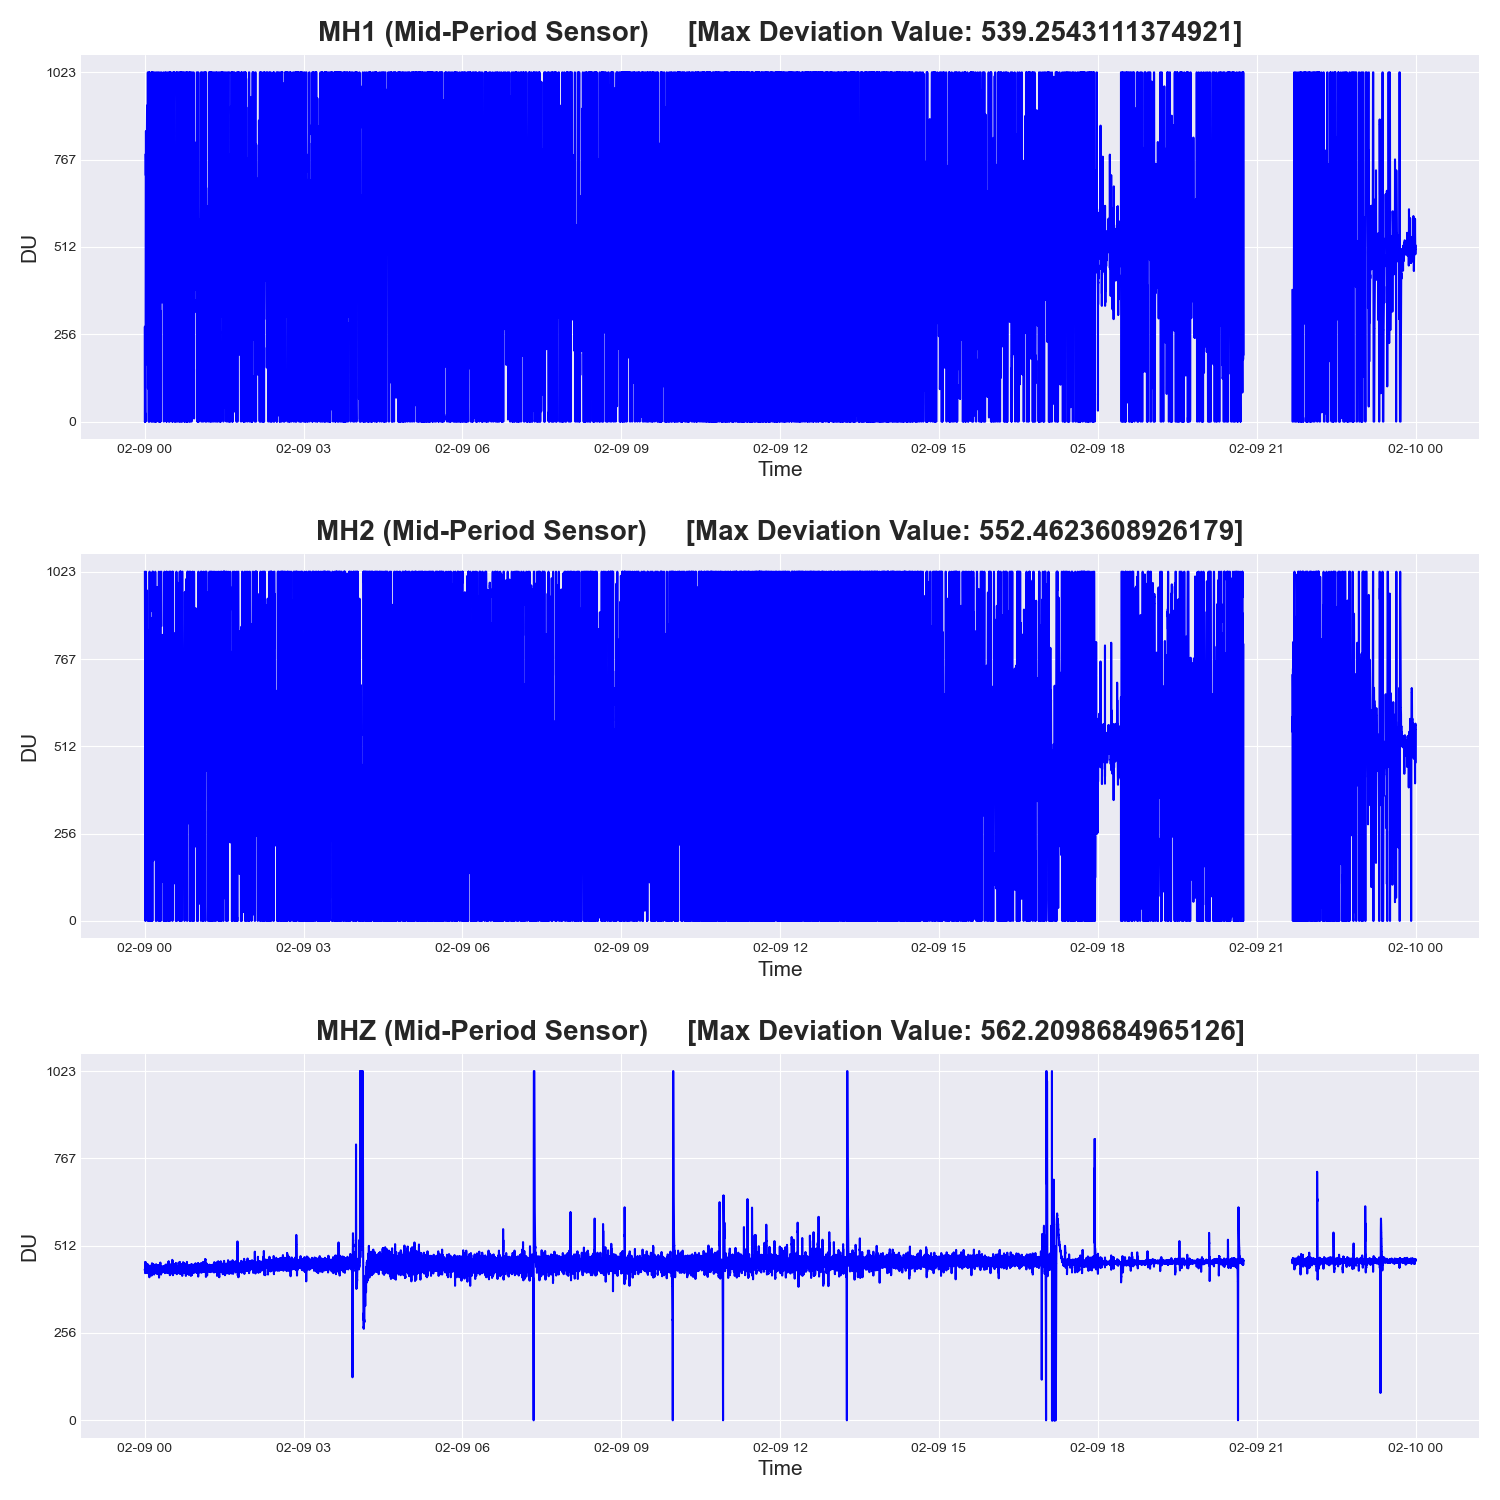 MH1 (Mid-Period Sensor) [Max Deviation Value: 539.2543111374921]
1023
767
512
256
0
DU
02-09 00 02-09 03 02-09 06 02-09 09 02-09 12 02-09 15 02-09 18 02-09 21 02-10 00
Time
MH2 (Mid-Period Sensor) [Max Deviation Value: 552.4623608926179]
1023
767
512
256
0
DU
02-09 00 02-09 03 02-09 06 02-09 09 02-09 12 02-09 15 02-09 18 02-09 21 02-10 00
Time
MHZ (Mid-Period Sensor) [Max Deviation Value: 562.2098684965126]
1023
767
512
256
0
DU
02-09 00 02-09 03 02-09 06 02-09 09 02-09 12 02-09 15 02-09 18 02-09 21 02-10 00
Time